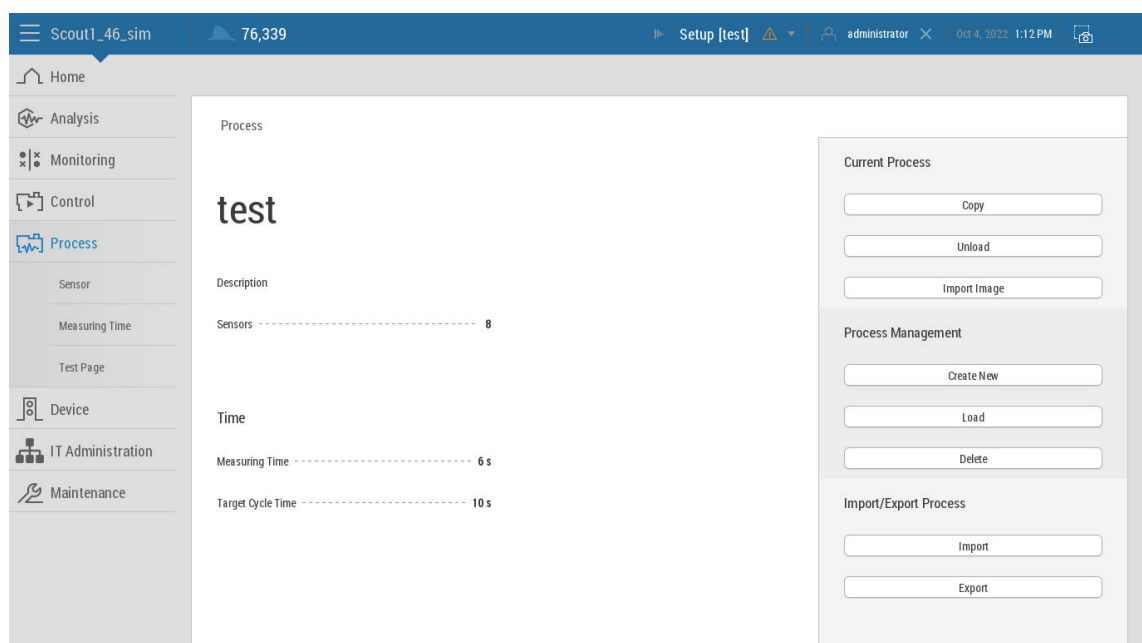 Scout1_46_sim
76,339
Setup [test]
administrator
Oct 4, 2022 1:12 PM
Home
Analysis
Monitoring
Control
Process
Sensor
Measuring Time
Test Page
Device
IT Administration
Maintenance
Process
test
Description
Sensors 8
Time
Measuring Time 6 s
Target Cycle Time 10 s
Current Process
Copy
Unload
Import Image
Process Management
Create New
Load
Delete
Import/Export Process
Import
Export